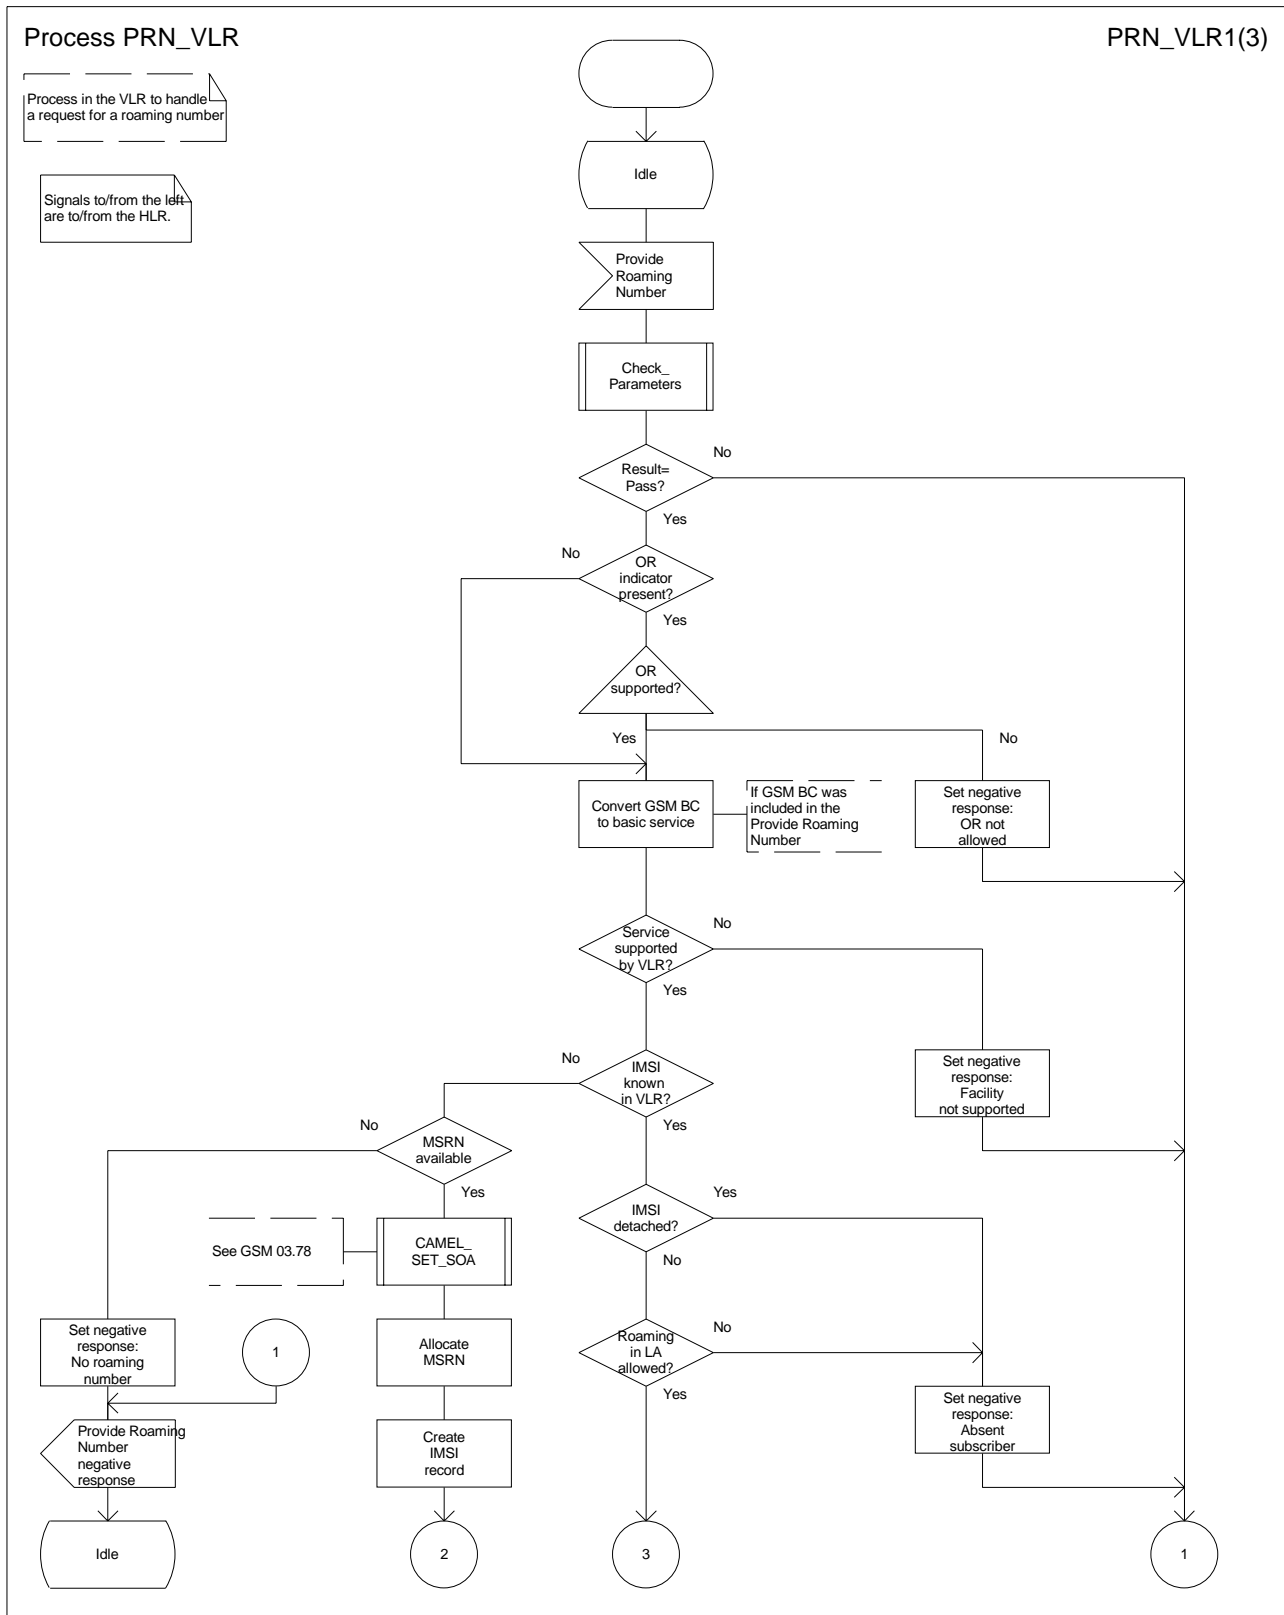 Process PRN_VLR
PRN_VLR1(3)
Process in the VLR to handle
a request for a roaming number
Signals to/from the left
are to/from the HLR.
Idle
Provide
Roaming
Number
Check_
Parameters
Result=
Pass?
No
Yes
OR
indicator
present?
No
Yes
OR
supported?
Yes
No
Convert GSM BC
to basic service
If GSM BC was
included in the
Provide Roaming
Number
Set negative
response:
OR not
allowed
Service
supported
by VLR?
No
Yes
Set negative
response:
Facility
not supported
IMSI
known
in VLR?
No
Yes
MSRN
available
No
Yes
IMSI
detached?
Yes
No
See GSM 03.78
CAMEL_
SET_SOA
Set negative
response:
No roaming
number
1
Allocate
MSRN
Roaming
in LA
allowed?
No
Yes
Provide Roaming
Number
negative
response
Create
IMSI
record
Set negative
response:
Absent
subscriber
Idle
2
3
1